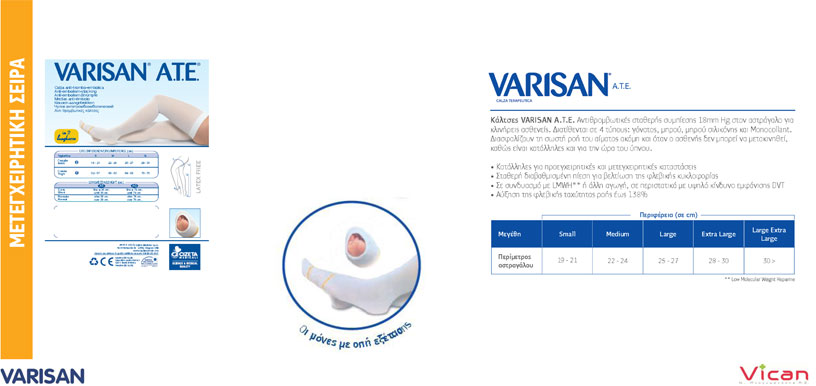 ΜΕΤΕΓΧΕΙΡΗΤΙΚΗ ΣΕΙΡΑ
VARISAN® A.T.E.®
LATEX FREE
CE
Οι μόνες με οπή εξέτασης
VARISAN® A.T.E.
CALZA TERAPEUTICA
Κάλτσες VARISAN A.T.E. Αντιθρομβωτικές σταθερής συμπίεσης 18mm Hg στον αστράγαλο για
κλινήρεις ασθενείς. Διατίθενται σε 4 τύπους: γόνατος, μηρού, μηρού σιλικόνης και Monocollant.
Διασφαλίζουν τη σωστή ροή του αίματος ακόμη και όταν ο ασθενής δεν μπορεί να μετακινηθεί,
καθώς είναι κατάλληλες και για την ώρα του ύπνου.
• Κατάλληλες για προεγχειρητικές και μετεγχειρητικές καταστάσεις
• Σταθερή διαβαθμισμένη πίεση για βελτίωση της φλεβικής κυκλοφορίας
• Σε συνδυασμό με LMWH** ή άλλη αγωγή, σε περιστατικά με υψηλό κίνδυνο εμφάνισης DVT
• Αύξηση της φλεβικής ταχύτητας ροής έως 138%
Περιφέρεια (σε cm)
Μεγέθη Small Medium Large Extra Large Large Extra Large
Περίμετρος αστραγάλου 19 - 21 22 - 24 25 - 27 28 - 30 30 >
** Low Molecular Weight Heparine
VARISAN
Vican